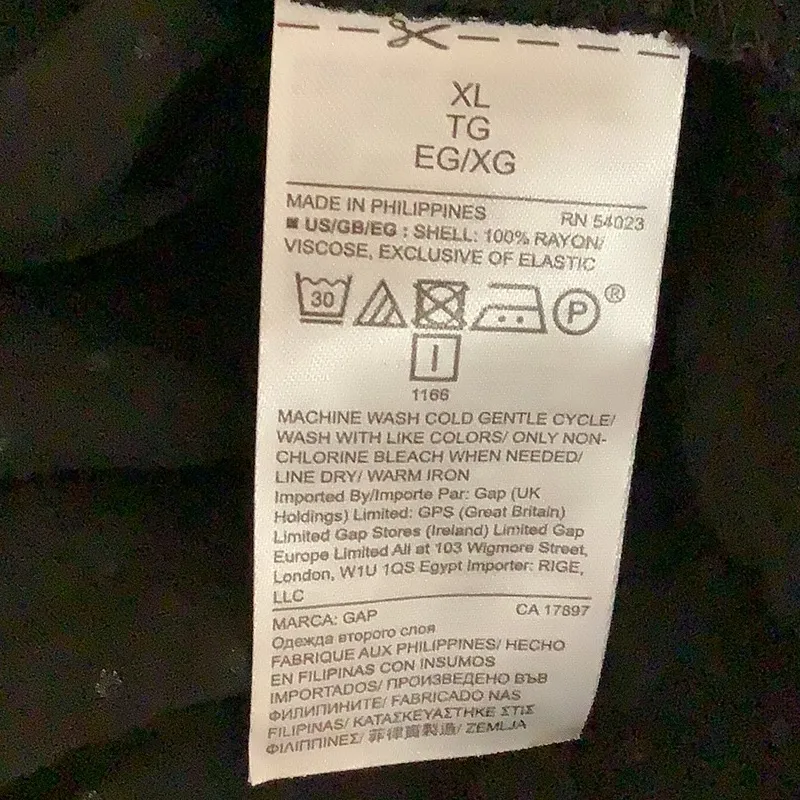 XL
TG
EG/XG
MADE IN PHILIPPINES RN 54023
US/GB/EG : SHELL: 100% RAYON/
VISCOSE, EXCLUSIVE OF ELASTIC
30 P ®
1166
MACHINE WASH COLD GENTLE CYCLE/
WASH WITH LIKE COLORS/ ONLY NON-
CHLORINE BLEACH WHEN NEEDED/
LINE DRY/ WARM IRON
Imported By/Importe Par: Gap (UK
Holdings) Limited: GPS (Great Britain)
Limited Gap Stores (Ireland) Limited Gap
Europe Limited All at 103 Wigmore Street,
London, W1U 1QS Egypt Importer: RIGE,
LLC
MARCA: GAP CA 17897
Одежда второго слоя
FABRIQUE AUX PHILIPPINES/ HECHO
EN FILIPINAS CON INSUMOS
IMPORTADOS/ ПРОИЗВЕДЕНО ВЪВ
ФИЛИПИНИТЕ/ FABRICADO NAS
FILIPINAS/ ΚΑΤΑΣΚΕΥΑΣΤΗΚΕ ΣΤΙΣ
ΦΙΛΙΠΠΙΝΕΣ/ ZEMLJA